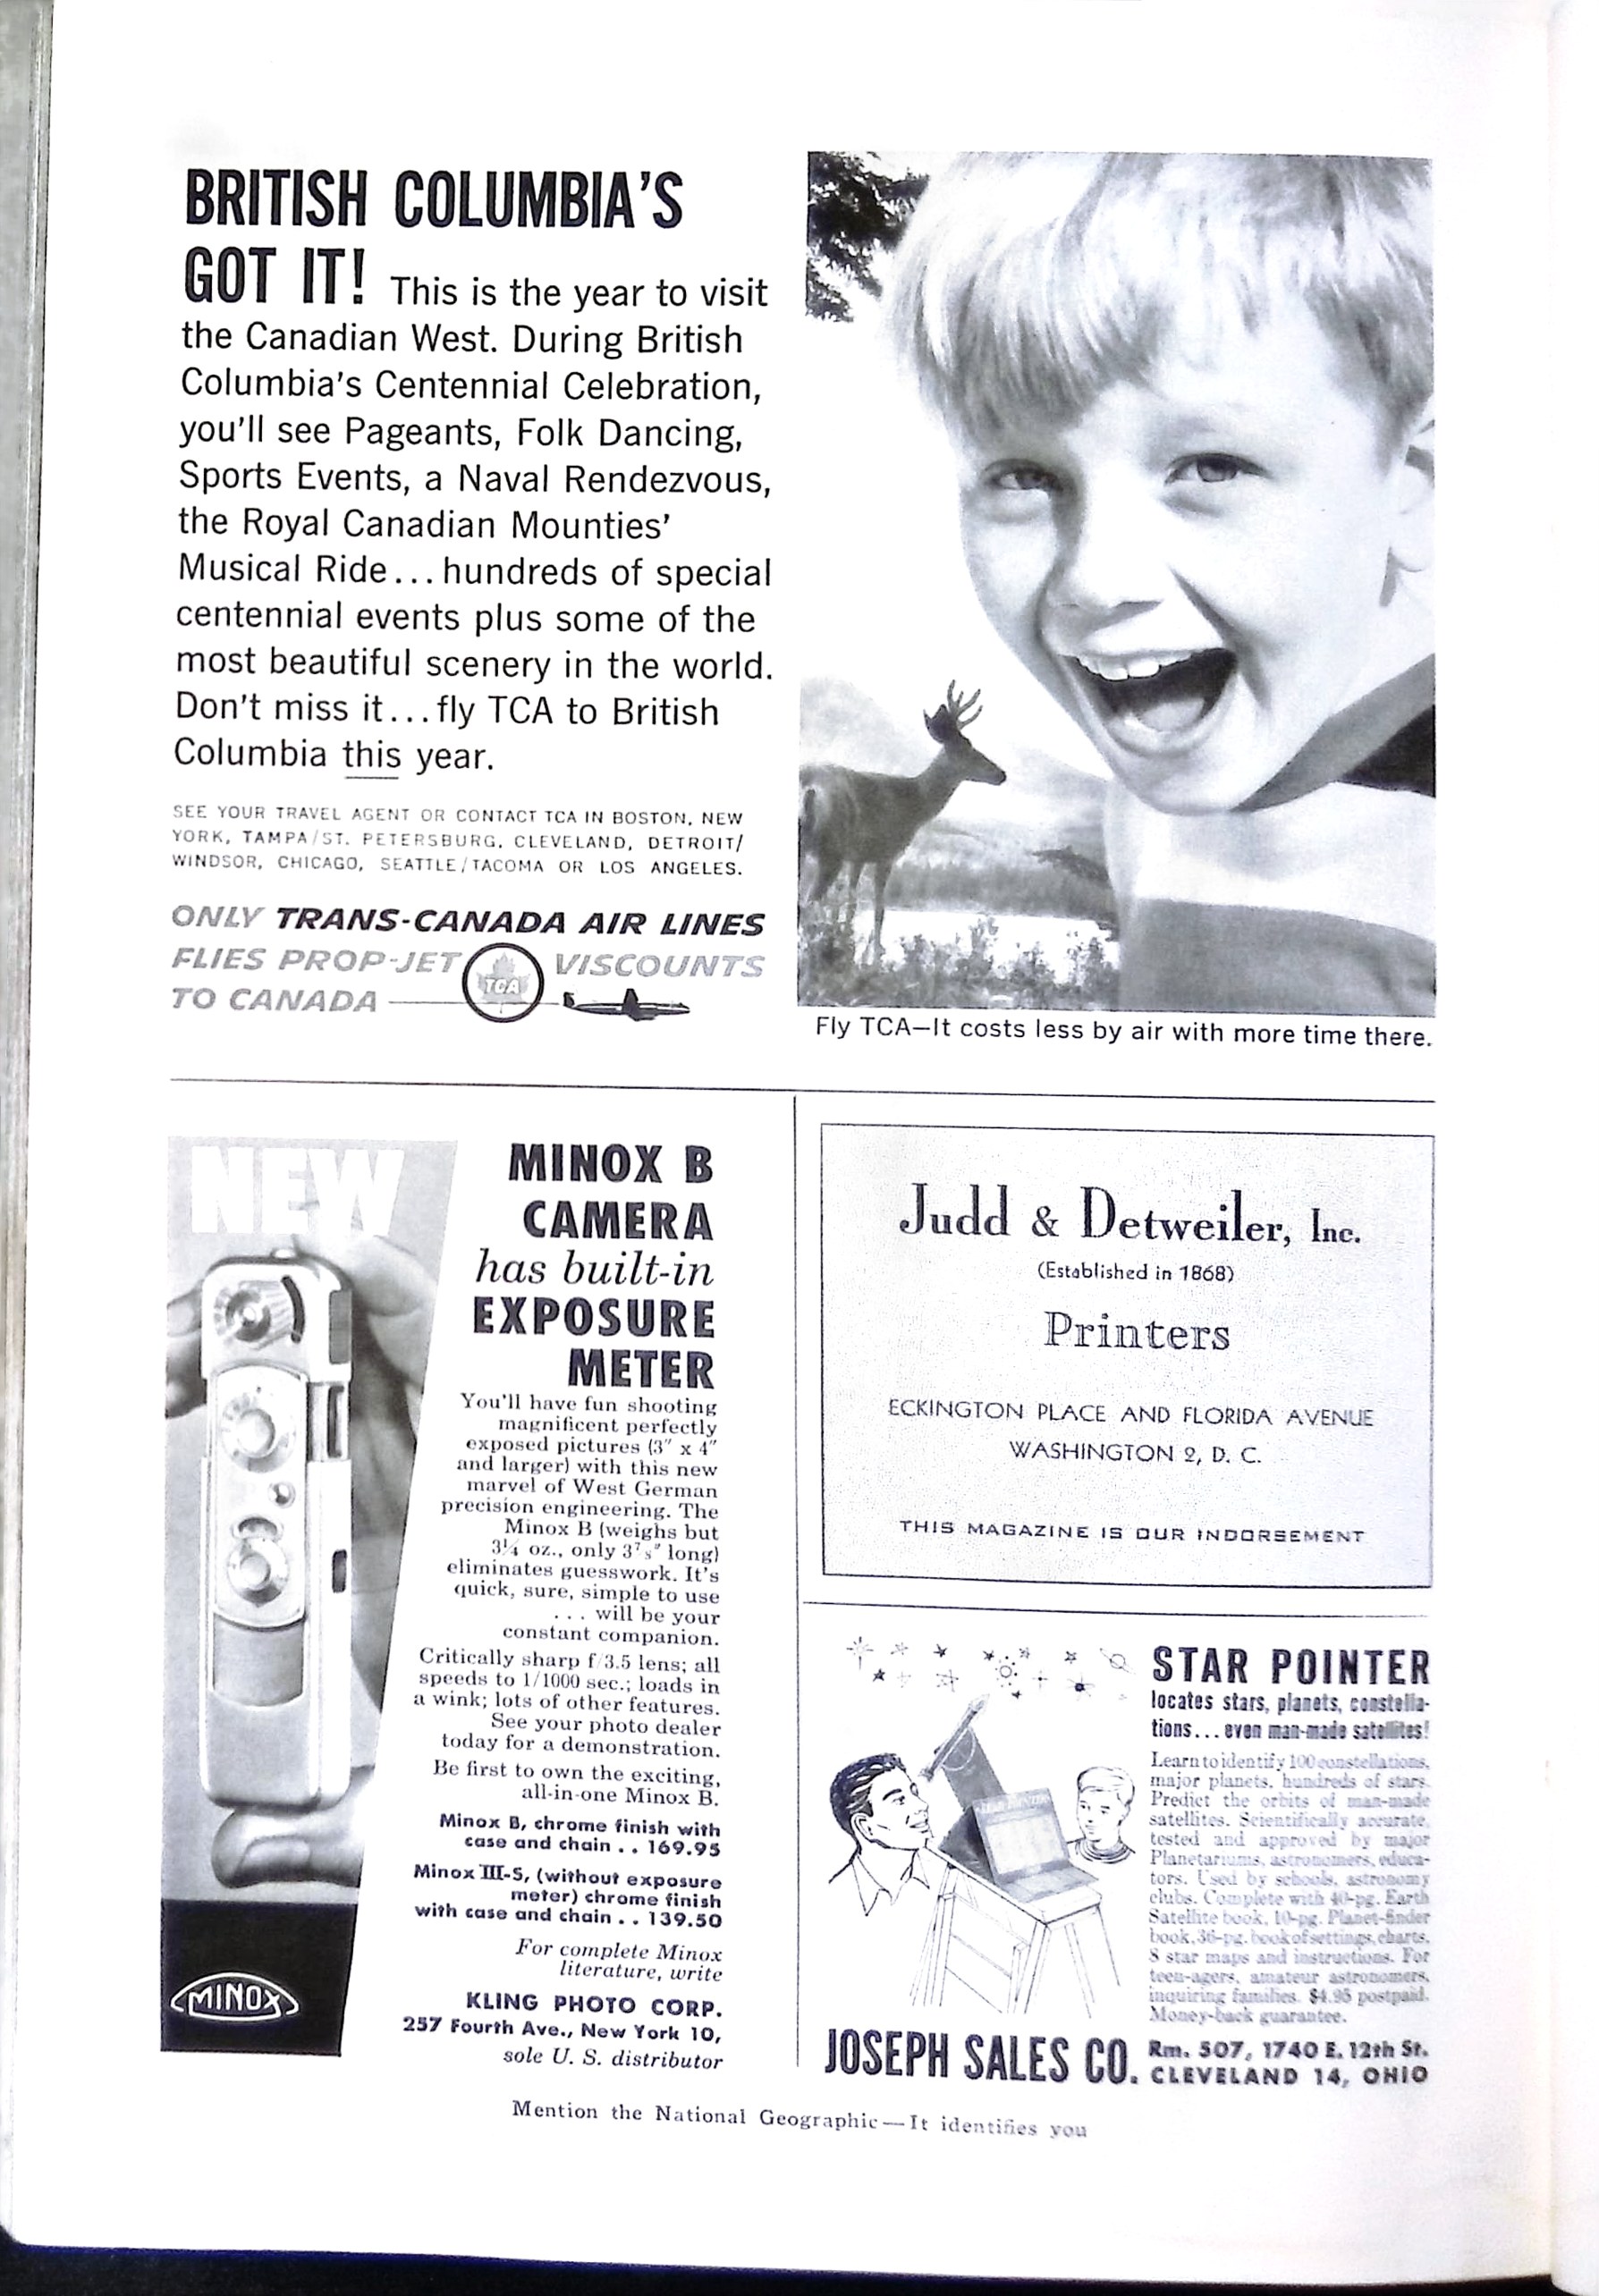 BRITISH COLUMBIA'S
GOT IT! This is the year to visit
the Canadian West. During British
Columbia's Centennial Celebration,
you'll see Pageants, Folk Dancing,
Sports Events, a Naval Rendezvous,
the Royal Canadian Mounties'
Musical Ride...hundreds of special
centennial events plus some of the
most beautiful scenery in the world.
Don't miss it...fly TCA to British
Columbia this year.
SEE YOUR TRAVEL AGENT OR CONTACT TCA IN BOSTON, NEW
YORK, TAMPA/ST. PETERSBURG, CLEVELAND, DETROIT/
WINDSOR, CHICAGO, SEATTLE/TACOMA OR LOS ANGELES.
ONLY TRANS-CANADA AIR LINES
FLIES PROP-JET TCA VISCOUNTS
TO CANADA
Fly TCA—It costs less by air with more time there.
NEW
MINOX B
CAMERA
has built-in
EXPOSURE
METER
You'll have fun shooting
magnificent perfectly
exposed pictures (3" x 4"
and larger) with this new
marvel of West German
precision engineering. The
Minox B (weighs but
3¼ oz., only 3⅞" long)
eliminates guesswork. It's
quick, sure, simple to use
. . . will be your
constant companion.
Critically sharp f/3.5 lens; all
speeds to 1/1000 sec.; loads in
a wink; lots of other features.
See your photo dealer
today for a demonstration.
Be first to own the exciting,
all-in-one Minox B.
Minox B, chrome finish with
case and chain . . 169.95
Minox III-S, (without exposure
meter) chrome finish
with case and chain . . 139.50
For complete Minox
literature, write
KLING PHOTO CORP.
257 Fourth Ave., New York 10,
sole U. S. distributor
MINOX
Judd & Detweiler, Inc.
(Established in 1868)
Printers
ECKINGTON PLACE AND FLORIDA AVENUE
WASHINGTON 2, D. C.
THIS MAGAZINE IS OUR INDORSEMENT
STAR POINTER
locates stars, planets, constella-
tions... even man-made satellites!
Learn to identify 100 constellations,
major planets, hundreds of stars.
Predict the orbits of man-made
satellites. Scientifically accurate,
tested and approved by major
Planetariums, astronomers, educa-
tors. Used by schools, astronomy
clubs. Complete with 40-pg. Earth
Satellite book, 10-pg. Planet-finder
book, 36-pg. book of settings, charts,
8 star maps and instructions. For
teen-agers, amateur astronomers,
inquiring families. $4.95 postpaid.
Money-back guarantee.
JOSEPH SALES CO. Rm. 507, 1740 E. 12th St.
CLEVELAND 14, OHIO
Mention the National Geographic—It identifies you